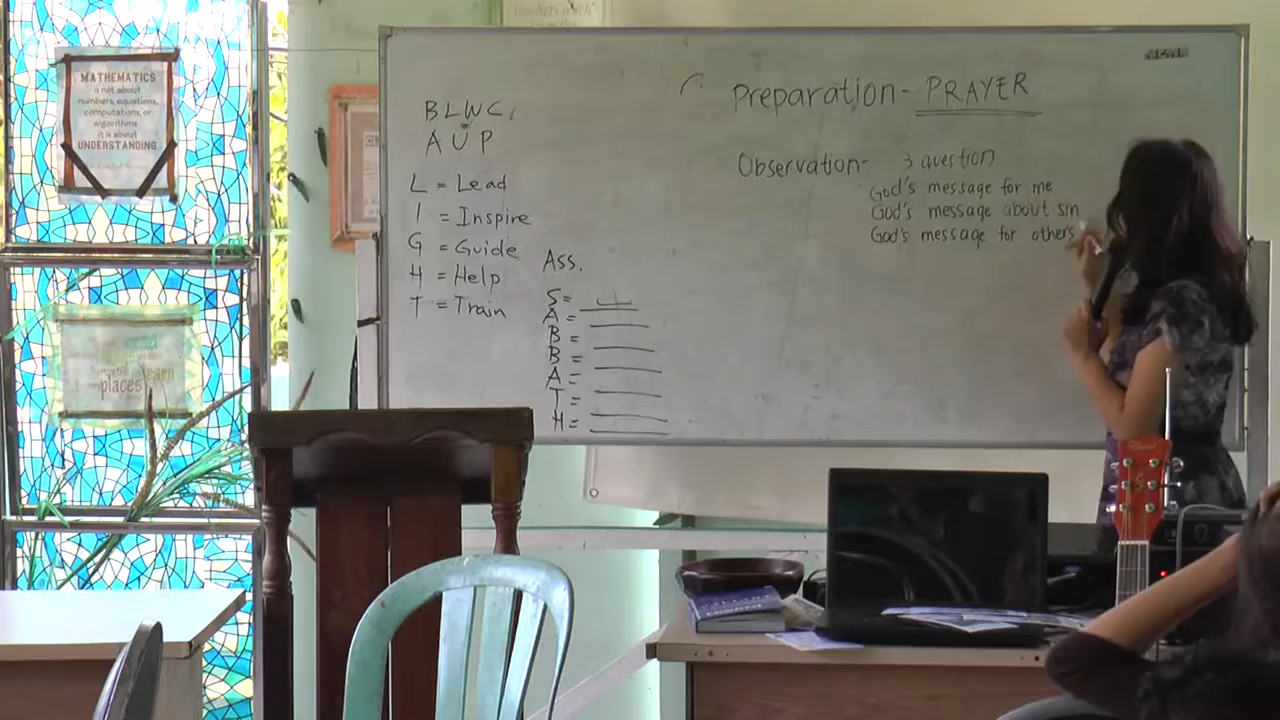 MATHEMATICS
is not about
numbers, equations,
computations, or
algorithms
it is about
UNDERSTANDING
places
BLWC,
AUP
L = Lead
I = Inspire
G = Guide
H = Help
T = Train
Ass.
S =
A =
B =
B =
A =
T =
H =
Preparation- PRAYER
Observation- 3 question
God's message for me
God's message about sin
God's message for others